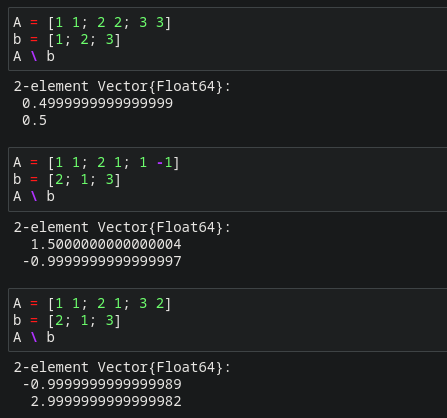 A = [1 1; 2 2; 3 3]
b = [1; 2; 3]
A \ b
2-element Vector{Float64}:
0.4999999999999999
0.5
A = [1 1; 2 1; 1 -1]
b = [2; 1; 3]
A \ b
2-element Vector{Float64}:
1.5000000000000004
-0.9999999999999997
A = [1 1; 2 1; 3 2]
b = [2; 1; 3]
A \ b
2-element Vector{Float64}:
-0.9999999999999989
2.9999999999999982